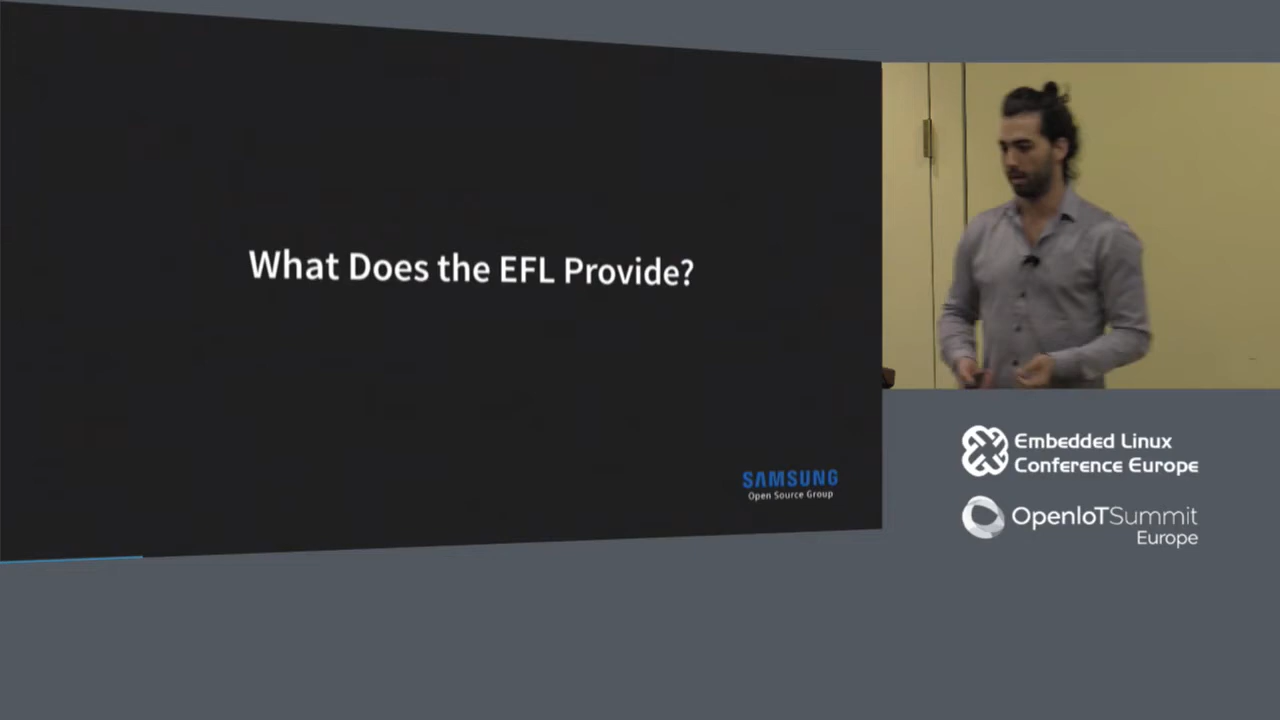 What Does the EFL Provide?
SAMSUNG
Open Source Group
Embedded Linux
Conference Europe
OpenIoTSummit
Europe